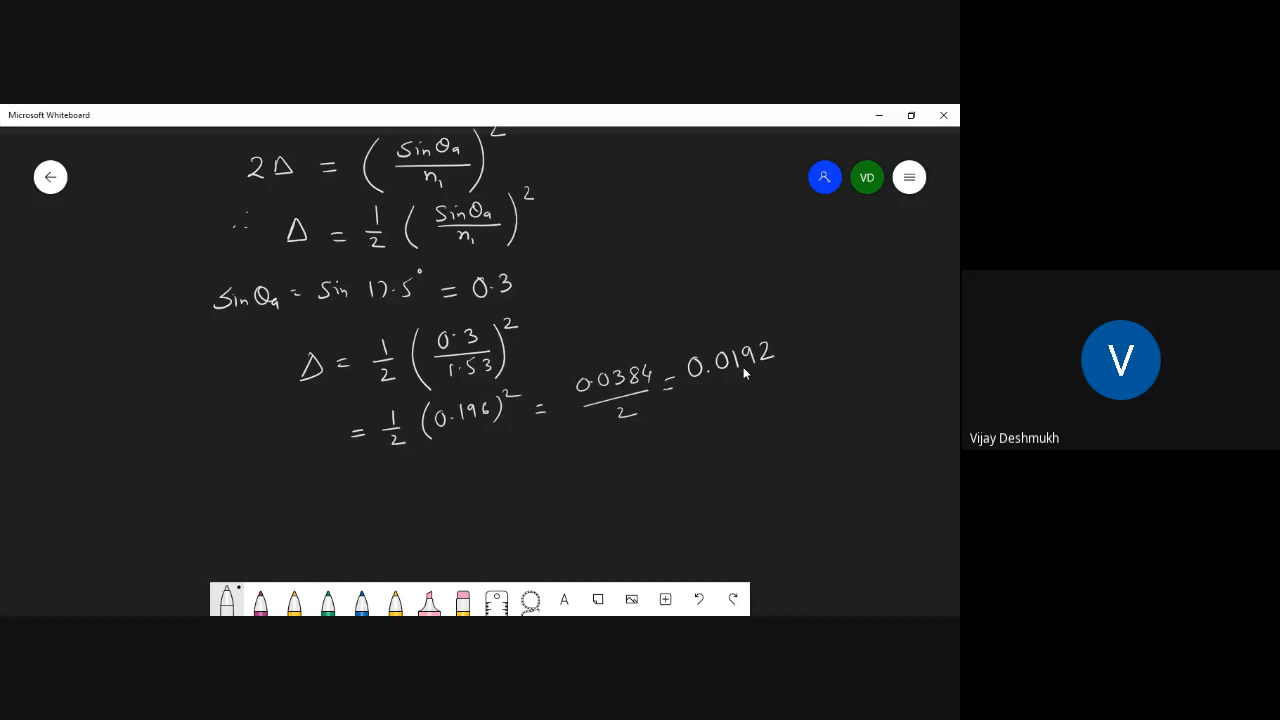 Microsoft Whiteboard
2Δ = (sinθa / n1)^2
VD
∴ Δ = 1/2 (sinθa / n1)^2
sinθa = sin 17.5° = 0.3
Δ = 1/2 (0.3 / 1.53)^2
= 1/2 (0.196)^2 = 0.0384 / 2 = 0.0192
V
Vijay Deshmukh
A